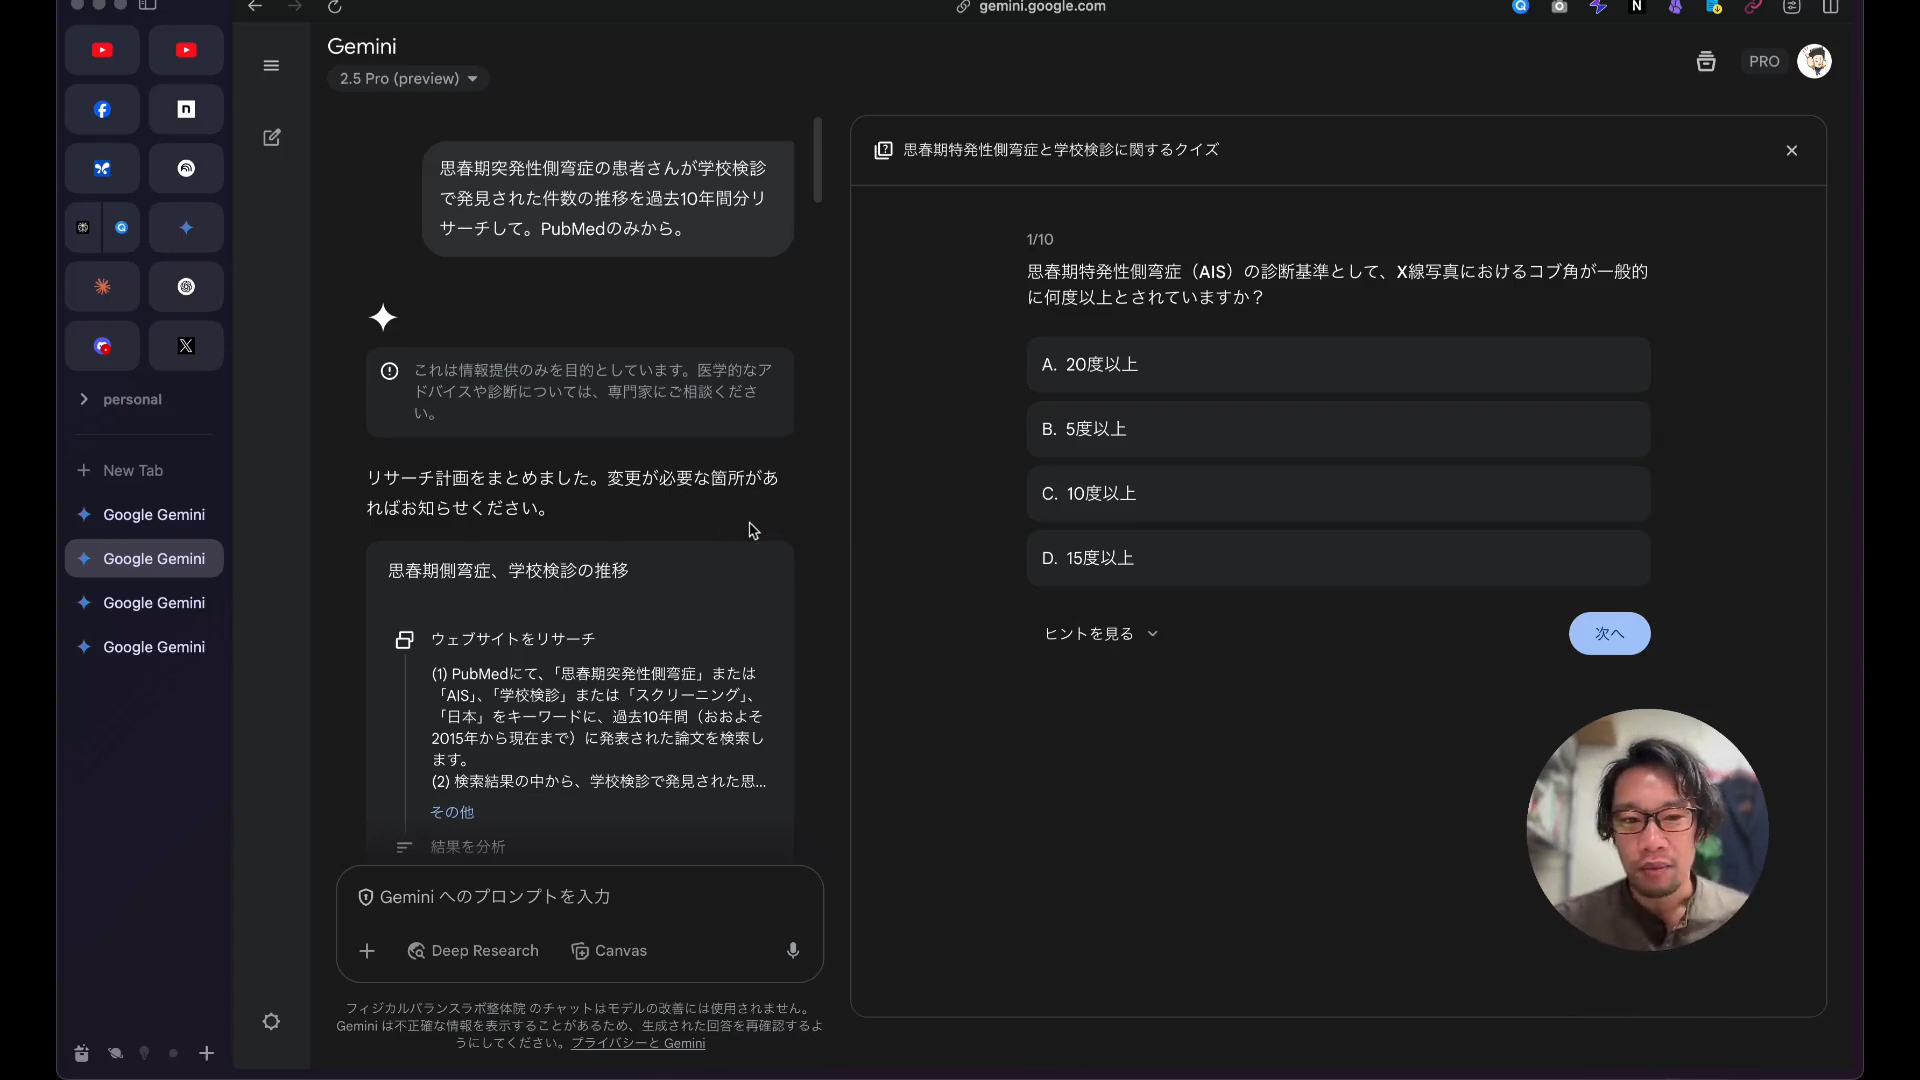 gemini.google.com
Gemini
2.5 Pro (preview)
PRO
personal
New Tab
Google Gemini
Google Gemini
Google Gemini
Google Gemini
思春期突発性側弯症の患者さんが学校検診
で発見された件数の推移を過去10年間分リ
サーチして。PubMedのみから。
これは情報提供のみを目的としています。医学的なア
ドバイスや診断については、専門家にご相談くださ
い。
リサーチ計画をまとめました。変更が必要な箇所があ
ればお知らせください。
思春期側弯症、学校検診の推移
ウェブサイトをリサーチ
(1) PubMedにて、「思春期突発性側弯症」または
「AIS」、「学校検診」または「スクリーニング」、
「日本」をキーワードに、過去10年間（おおよそ
2015年から現在まで）に発表された論文を検索し
ます。
(2) 検索結果の中から、学校検診で発見された思...
その他
結果を分析
Gemini へのプロンプトを入力
Deep Research
Canvas
フィジカルバランスラボ整体院 のチャットはモデルの改善には使用されません。
Gemini は不正確な情報を表示することがあるため、生成された回答を再確認するよ
うにしてください。プライバシーと Gemini
思春期特発性側弯症と学校検診に関するクイズ
1/10
思春期特発性側弯症（AIS）の診断基準として、X線写真におけるコブ角が一般的
に何度以上とされていますか？
A. 20度以上
B. 5度以上
C. 10度以上
D. 15度以上
ヒントを見る
次へ